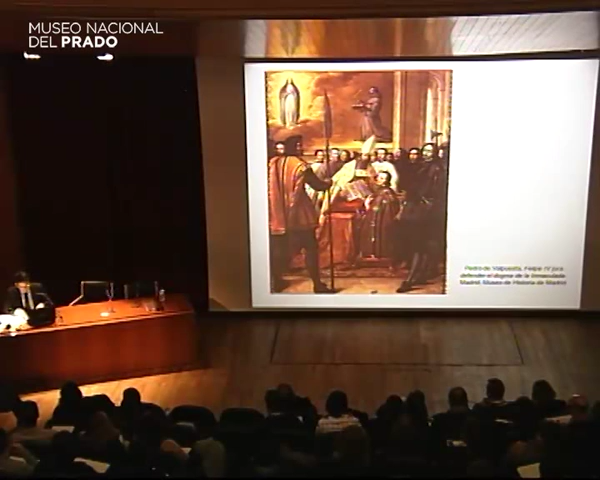 MUSEO NACIONAL
DEL PRADO
Pedro de Valpuesta, Felipe IV jura
defender el dogma de la Inmaculada
Madrid, Museo de Historia de Madrid